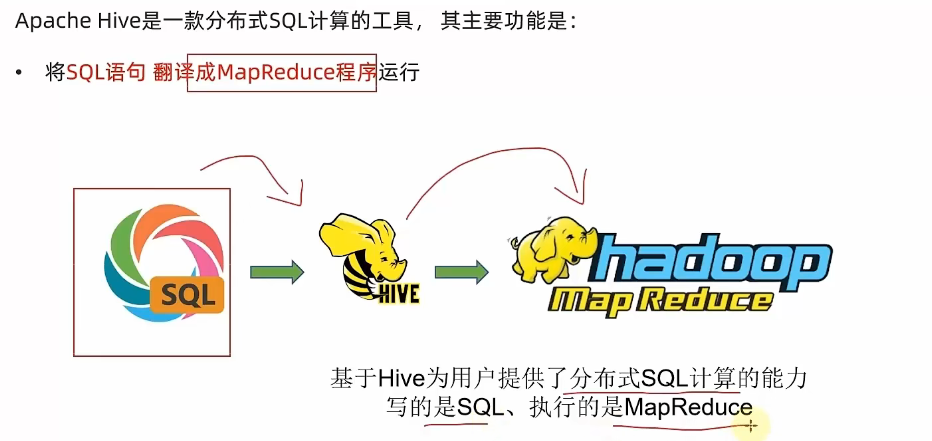 Apache Hive是一款分布式SQL计算的工具， 其主要功能是：
• 将SQL语句 翻译成MapReduce程序运行
SQL
HIVE
hadoop
Map Reduce
基于Hive为用户提供了分布式SQL计算的能力
写的是SQL、执行的是MapReduce